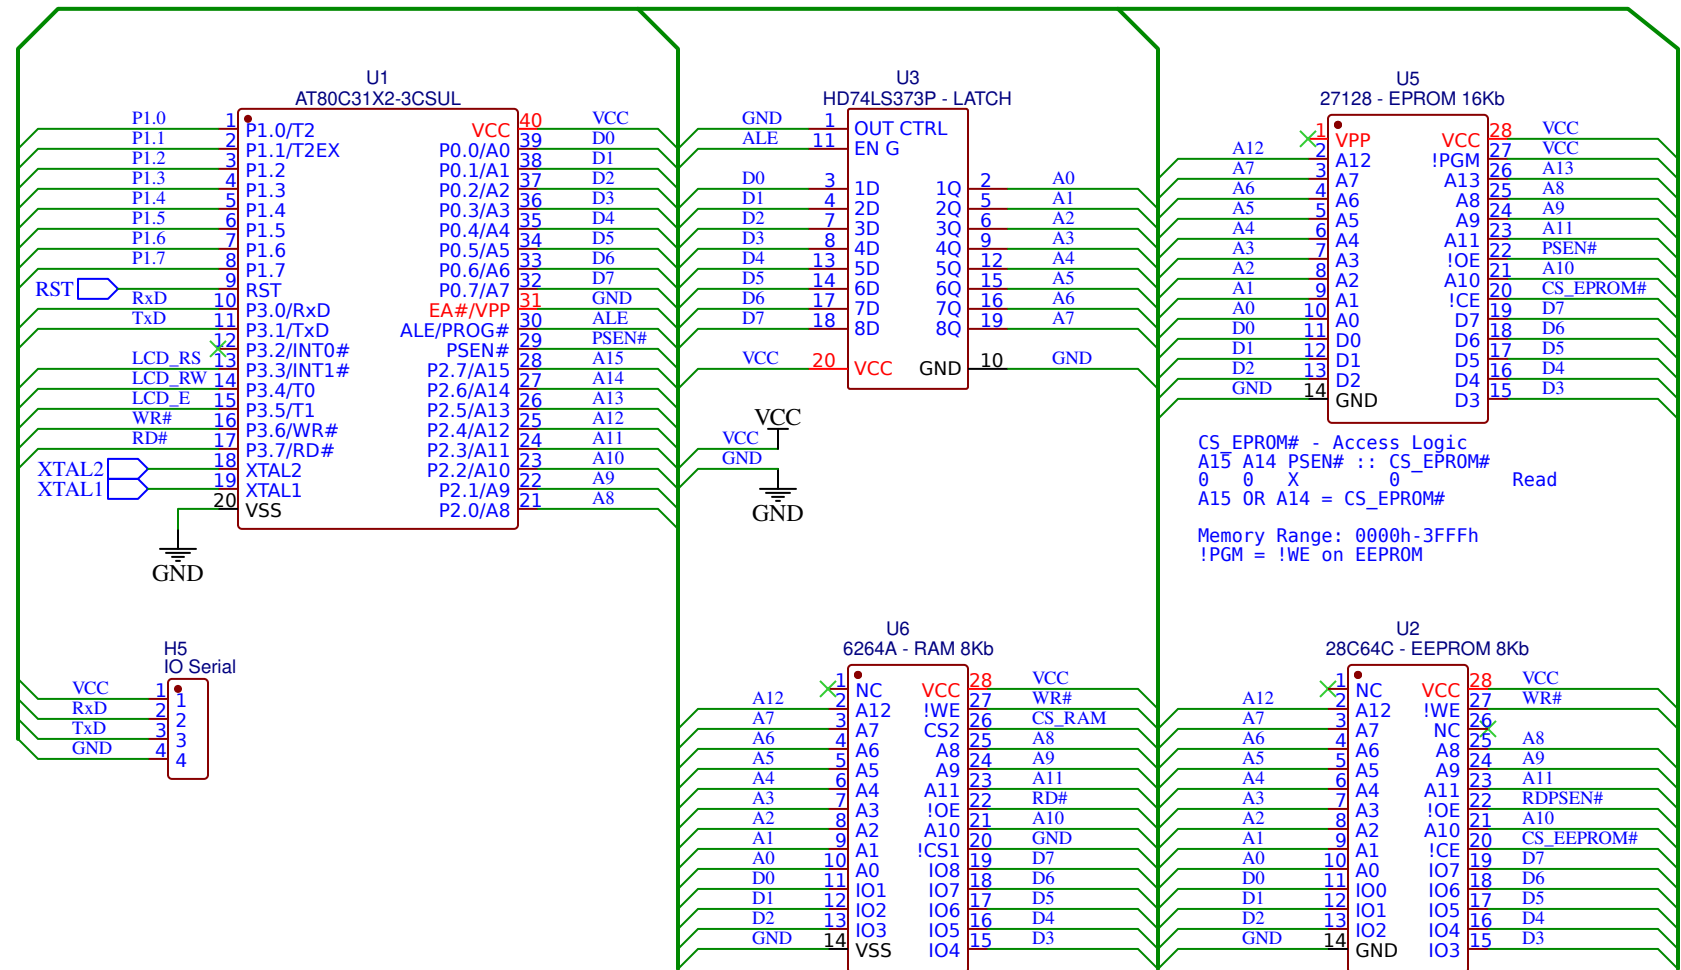 U1
AT80C31X2-3CSUL
P1.0 1 P1.0/T2 VCC 40 VCC
P1.1 2 P1.1/T2EX P0.0/A0 39 D0
P1.2 3 P1.2 P0.1/A1 38 D1
P1.3 4 P1.3 P0.2/A2 37 D2
P1.4 5 P1.4 P0.3/A3 36 D3
P1.5 6 P1.5 P0.4/A4 35 D4
P1.6 7 P1.6 P0.5/A5 34 D5
P1.7 8 P1.7 P0.6/A6 33 D6
RST 9 RST P0.7/A7 32 D7
RxD 10 P3.0/RxD EA#/VPP 31 GND
TxD 11 P3.1/TxD ALE/PROG# 30 ALE
12 P3.2/INT0# PSEN# 29 PSEN#
LCD_RS 13 P3.3/INT1# P2.7/A15 28 A15
LCD_RW 14 P3.4/T0 P2.6/A14 27 A14
LCD_E 15 P3.5/T1 P2.5/A13 26 A13
WR# 16 P3.6/WR# P2.4/A12 25 A12
RD# 17 P3.7/RD# P2.3/A11 24 A11
XTAL2 18 XTAL2 P2.2/A10 23 A10
XTAL1 19 XTAL1 P2.1/A9 22 A9
20 VSS P2.0/A8 21 A8
GND
U3
HD74LS373P - LATCH
GND 1 OUT CTRL
ALE 11 EN G
D0 3 1D 1Q 2 A0
D1 4 2D 2Q 5 A1
D2 7 3D 3Q 6 A2
D3 8 4D 4Q 9 A3
D4 13 5D 5Q 12 A4
D5 14 6D 6Q 15 A5
D6 17 7D 7Q 16 A6
D7 18 8D 8Q 19 A7
VCC 20 VCC GND 10 GND
VCC
VCC
GND
GND
U5
27128 - EPROM 16Kb
1 VPP VCC 28 VCC
A12 2 A12 !PGM 27 VCC
A7 3 A7 A13 26 A13
A6 4 A6 A8 25 A8
A5 5 A5 A9 24 A9
A4 6 A4 A11 23 A11
A3 7 A3 !OE 22 PSEN#
A2 8 A2 A10 21 A10
A1 9 A1 !CE 20 CS_EPROM#
A0 10 A0 D7 19 D7
D0 11 D0 D6 18 D6
D1 12 D1 D5 17 D5
D2 13 D2 D4 16 D4
GND 14 GND D3 15 D3
CS_EPROM# - Access Logic
A15 A14 PSEN# :: CS_EPROM#
0 0 X 0 Read
A15 OR A14 = CS_EPROM#
Memory Range: 0000h-3FFFh
!PGM = !WE on EEPROM
H5
IO Serial
VCC 1 1
RxD 2 2
TxD 3 3
GND 4 4
U6
6264A - RAM 8Kb
1 NC VCC 28 VCC
A12 2 A12 !WE 27 WR#
A7 3 A7 CS2 26 CS_RAM
A6 4 A6 A8 25 A8
A5 5 A5 A9 24 A9
A4 6 A4 A11 23 A11
A3 7 A3 !OE 22 RD#
A2 8 A2 A10 21 A10
A1 9 A1 !CS1 20 GND
A0 10 A0 IO8 19 D7
D0 11 IO1 IO7 18 D6
D1 12 IO2 IO6 17 D5
D2 13 IO3 IO5 16 D4
GND 14 VSS IO4 15 D3
U2
28C64C - EEPROM 8Kb
1 NC VCC 28 VCC
A12 2 A12 !WE 27 WR#
A7 3 A7 NC 26
A6 4 A6 A8 25 A8
A5 5 A5 A9 24 A9
A4 6 A4 A11 23 A11
A3 7 A3 !OE 22 RDPSEN#
A2 8 A2 A10 21 A10
A1 9 A1 !CE 20 CS_EEPROM#
A0 10 A0 IO7 19 D7
D0 11 IO0 IO6 18 D6
D1 12 IO1 IO5 17 D5
D2 13 IO2 IO4 16 D4
GND 14 GND IO3 15 D3